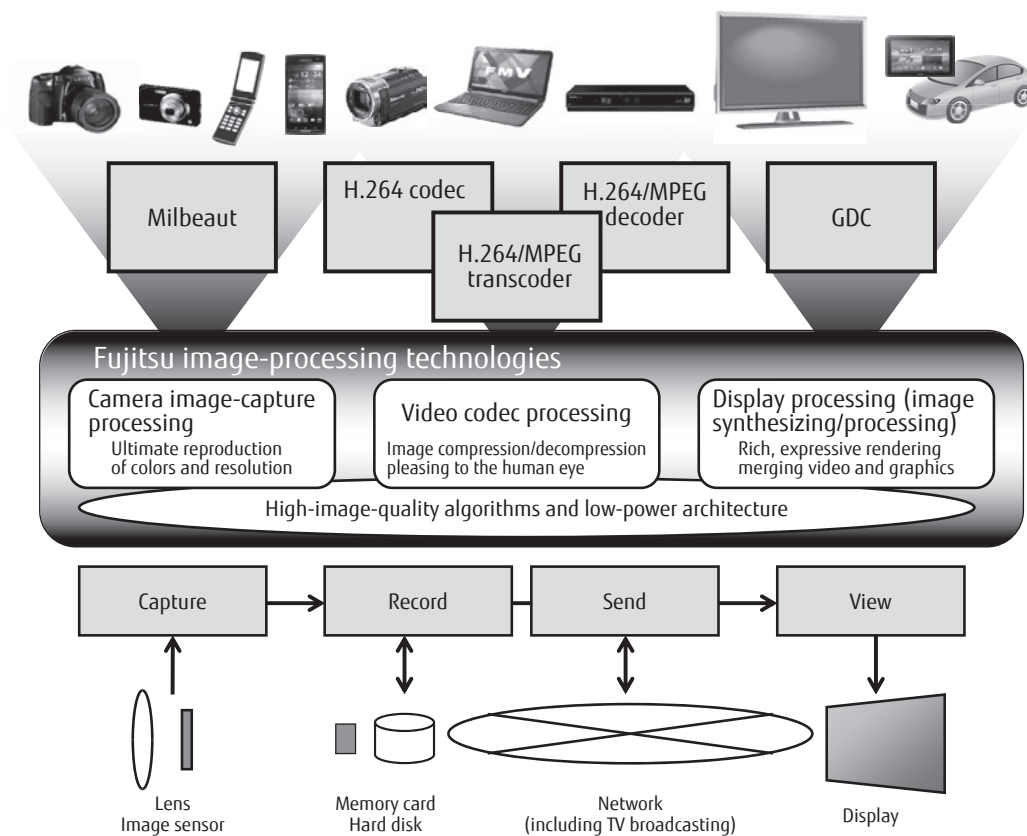 FMV
Milbeaut
H.264 codec
H.264/MPEG
transcoder
H.264/MPEG
decoder
GDC
Fujitsu image-processing technologies
Camera image-capture
processing
Ultimate reproduction
of colors and resolution
Video codec processing
Image compression/decompression
pleasing to the human eye
Display processing (image
synthesizing/processing)
Rich, expressive rendering
merging video and graphics
High-image-quality algorithms and low-power architecture
Capture
Record
Send
View
Lens
Image sensor
Memory card
Hard disk
Network
(including TV broadcasting)
Display